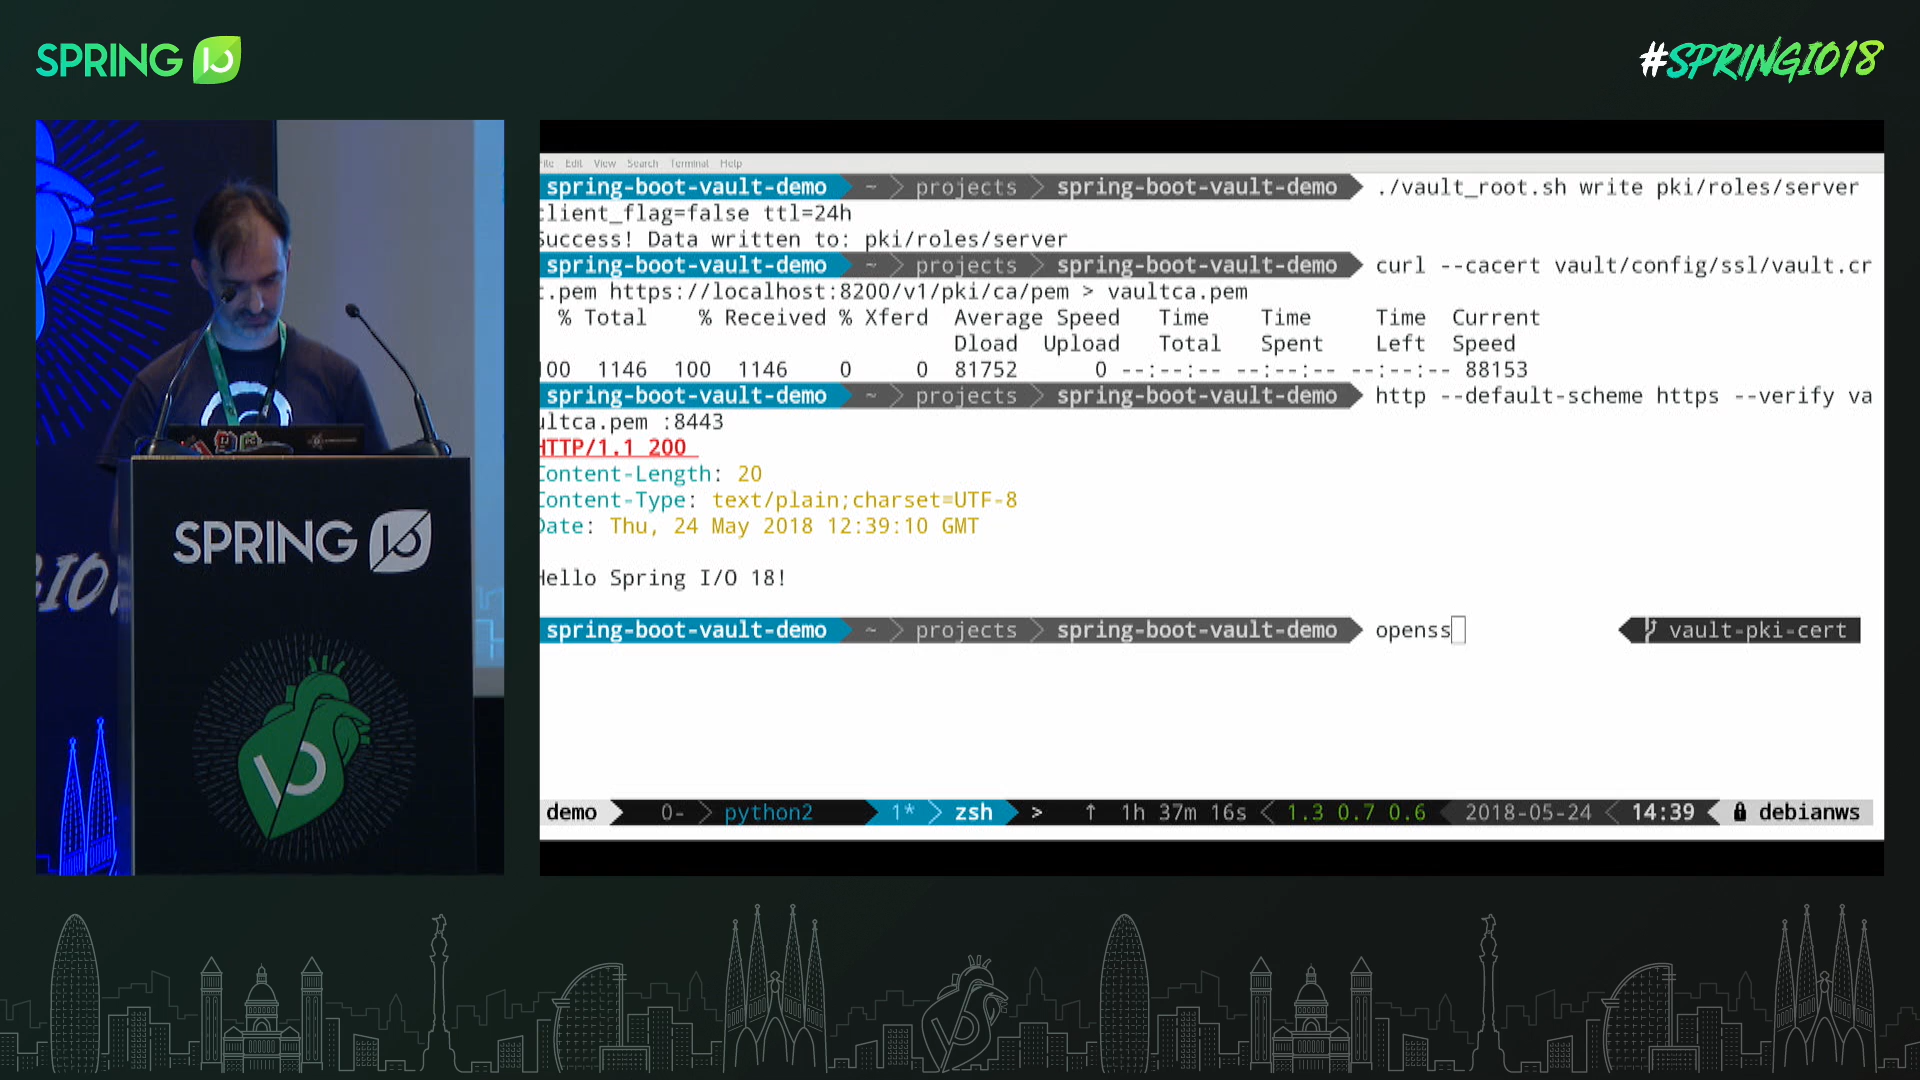 SPRING IO
#SPRINGIO18
File Edit View Search Terminal Help
spring-boot-vault-demo ~ projects spring-boot-vault-demo ./vault_root.sh write pki/roles/server
client_flag=false ttl=24h
Success! Data written to: pki/roles/server
spring-boot-vault-demo ~ projects spring-boot-vault-demo curl --cacert vault/config/ssl/vault.cr
t.pem https://localhost:8200/v1/pki/ca/pem > vaultca.pem
% Total % Received % Xferd Average Speed Time Time Time Current
Dload Upload Total Spent Left Speed
100 1146 100 1146 0 0 81752 0 --:--:-- --:--:-- --:--:-- 88153
spring-boot-vault-demo ~ projects spring-boot-vault-demo http --default-scheme https --verify va
ultca.pem :8443
HTTP/1.1 200
Content-Length: 20
Content-Type: text/plain;charset=UTF-8
Date: Thu, 24 May 2018 12:39:10 GMT
Hello Spring I/O 18!
spring-boot-vault-demo ~ projects spring-boot-vault-demo openss vault-pki-cert
demo 0- python2 1* zsh > ↑ 1h 37m 16s 1.3 0.7 0.6 2018-05-24 14:39 debianws
SPRING IO